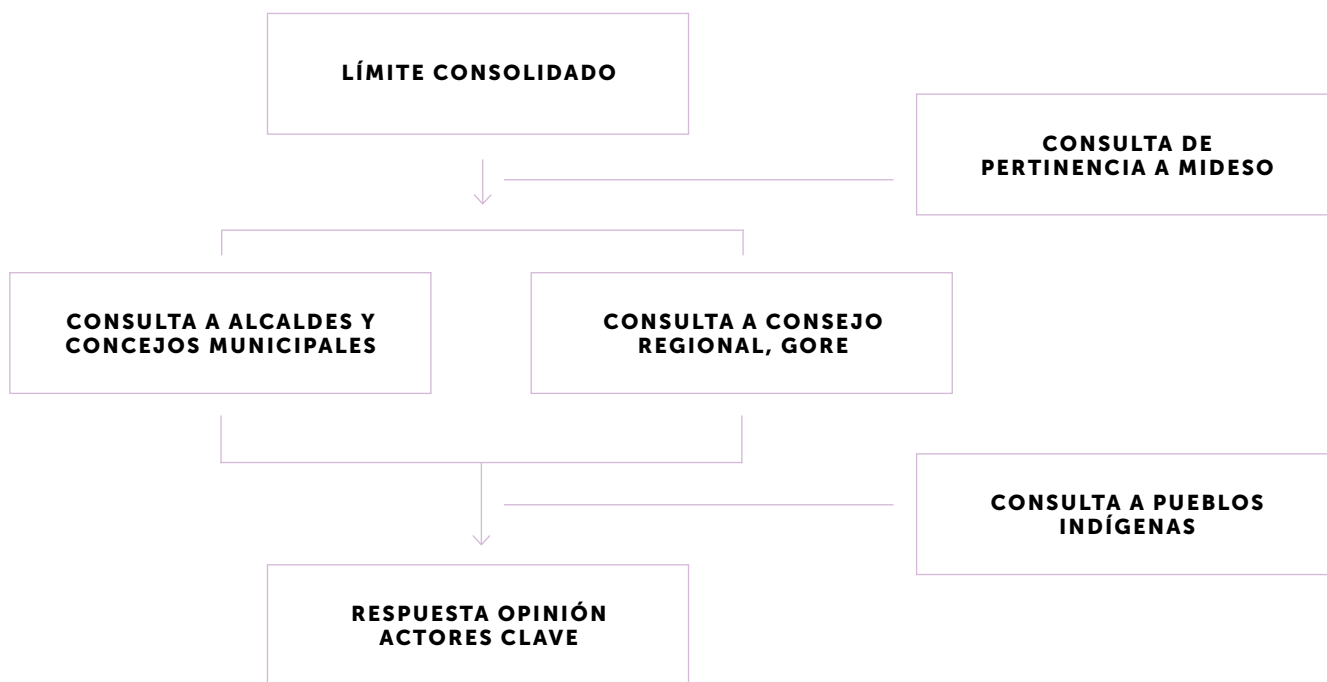 LÍMITE CONSOLIDADO
CONSULTA DE
PERTINENCIA A MIDESO
CONSULTA A ALCALDES Y
CONCEJOS MUNICIPALES
CONSULTA A CONSEJO
REGIONAL, GORE
CONSULTA A PUEBLOS
INDÍGENAS
RESPUESTA OPINIÓN
ACTORES CLAVE